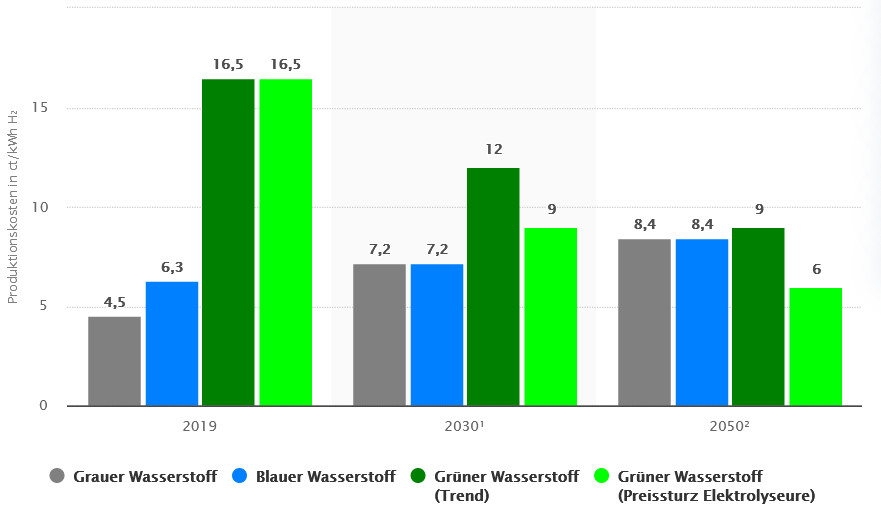 Produktionskosten in ct/kWh H₂
15
10
5
0
4,5
6,3
16,5
16,5
7,2
7,2
12
9
8,4
8,4
9
6
2019
2030¹
2050²
Grauer Wasserstoff
Blauer Wasserstoff
Grüner Wasserstoff
(Trend)
Grüner Wasserstoff
(Preissturz Elektrolyseure)